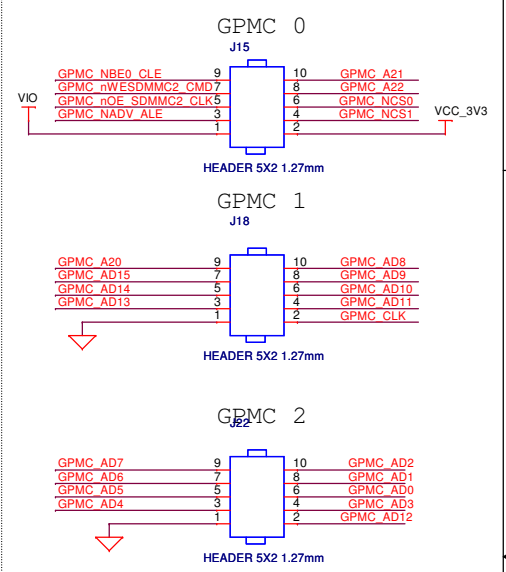 GPMC 0
J15
GPMC_NBE0_CLE 9 10 GPMC_A21
GPMC_nWESDMMC2_CMD 7 8 GPMC_A22
GPMC_nOE_SDMMC2_CLK 5 6 GPMC_NCS0
GPMC_NADV_ALE 3 4 GPMC_NCS1
VIO 1 2 VCC_3V3
HEADER 5X2 1.27mm
GPMC 1
J18
GPMC_A20 9 10 GPMC_AD8
GPMC_AD15 7 8 GPMC_AD9
GPMC_AD14 5 6 GPMC_AD10
GPMC_AD13 3 4 GPMC_AD11
1 2 GPMC_CLK
HEADER 5X2 1.27mm
GPMC 2
J22
GPMC_AD7 9 10 GPMC_AD2
GPMC_AD6 7 8 GPMC_AD1
GPMC_AD5 5 6 GPMC_AD0
GPMC_AD4 3 4 GPMC_AD3
1 2 GPMC_AD12
HEADER 5X2 1.27mm